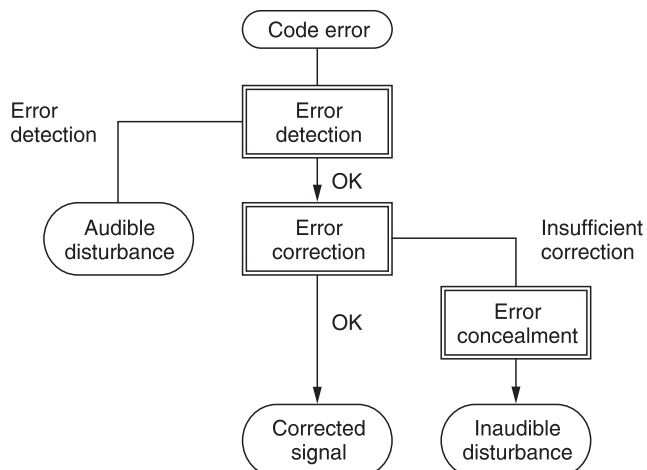 Code error
Error
detection
Error
detection
OK
Audible
disturbance
Error
correction
Insufficient
correction
OK
Error
concealment
Corrected
signal
Inaudible
disturbance